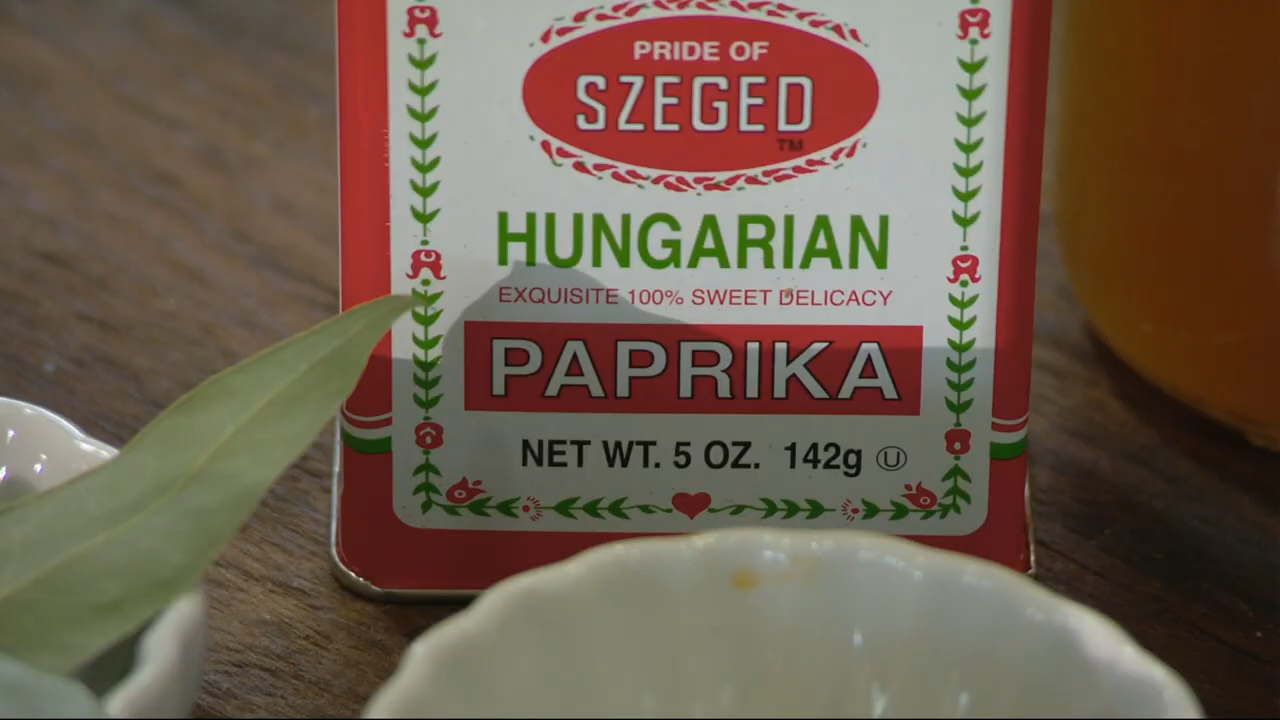 PRIDE OF
SZEGED
TM
HUNGARIAN
EXQUISITE 100% SWEET DELICACY
PAPRIKA
NET WT. 5 OZ. 142g U